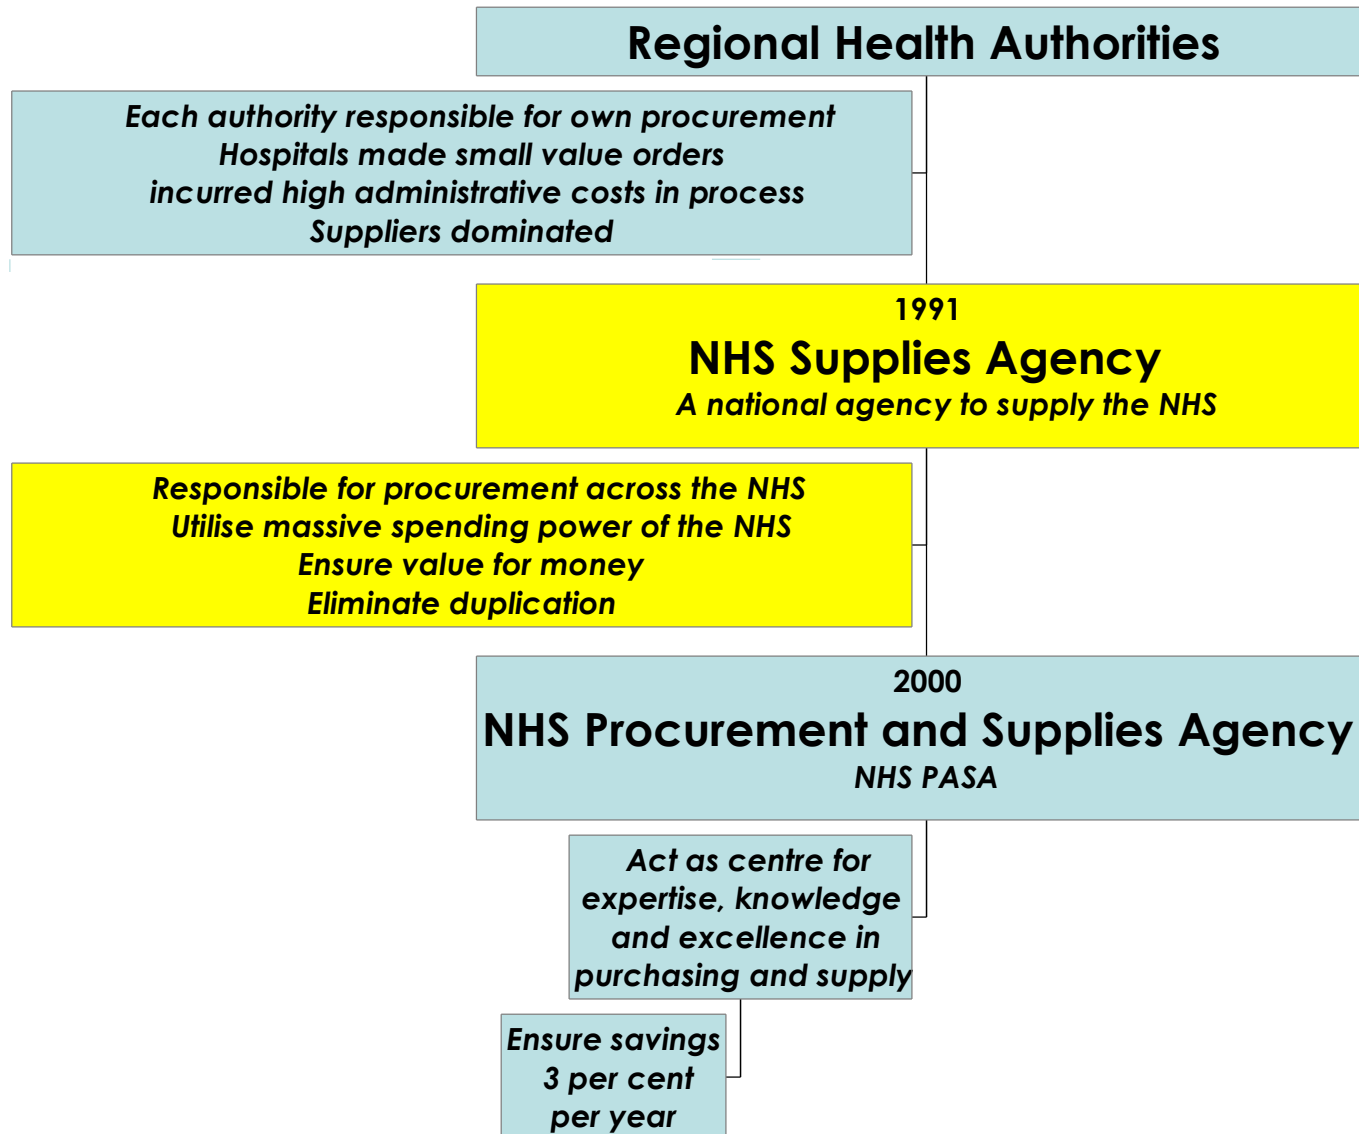 Regional Health Authorities
Each authority responsible for own procurement
Hospitals made small value orders
incurred high administrative costs in process
Suppliers dominated
1991
NHS Supplies Agency
A national agency to supply the NHS
Responsible for procurement across the NHS
Utilise massive spending power of the NHS
Ensure value for money
Eliminate duplication
2000
NHS Procurement and Supplies Agency
NHS PASA
Act as centre for
expertise, knowledge
and excellence in
purchasing and supply
Ensure savings
3 per cent
per year